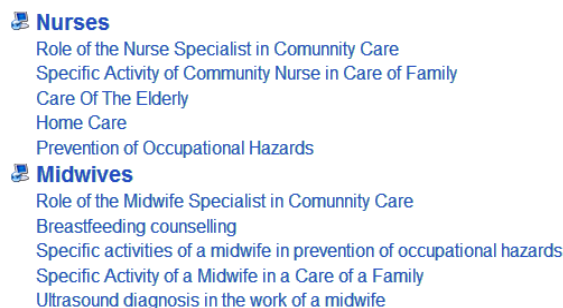 Nurses
Role of the Nurse Specialist in Comunnity Care
Specific Activity of Community Nurse in Care of Family
Care Of The Elderly
Home Care
Prevention of Occupational Hazards
Midwives
Role of the Midwife Specialist in Comunnity Care
Breastfeeding counselling
Specific activities of a midwife in prevention of occupational hazards
Specific Activity of a Midwife in a Care of a Family
Ultrasound diagnosis in the work of a midwife